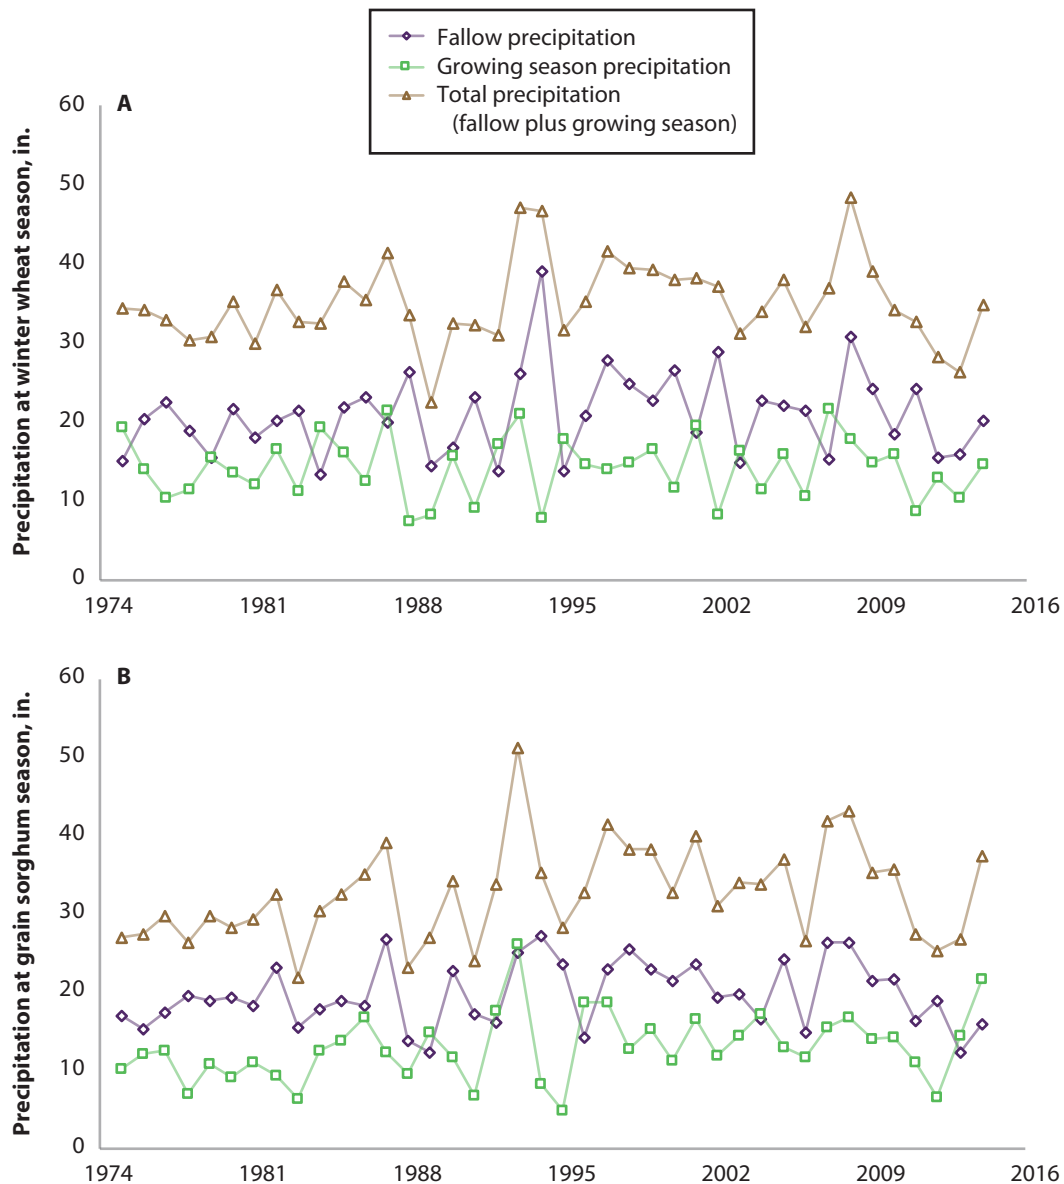 Fallow precipitation
Growing season precipitation
Total precipitation
(fallow plus growing season)
A
Precipitation at winter wheat season, in.
60
50
40
30
20
10
0
1974 1981 1988 1995 2002 2009 2016
B
Precipitation at grain sorghum season, in.
60
50
40
30
20
10
0
1974 1981 1988 1995 2002 2009 2016